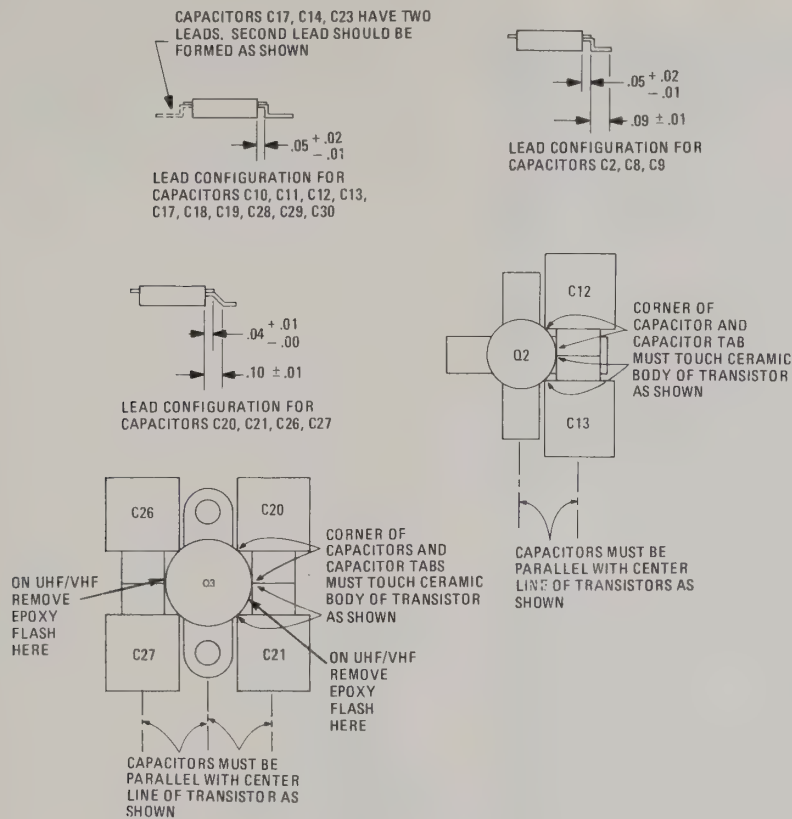 CAPACITORS C17, C14, C23 HAVE TWO
LEADS. SECOND LEAD SHOULD BE
FORMED AS SHOWN
.05 + .02
- .01
LEAD CONFIGURATION FOR
CAPACITORS C10, C11, C12, C13,
C17, C18, C19, C28, C29, C30
.05 + .02
- .01
.09 ± .01
LEAD CONFIGURATION FOR
CAPACITORS C2, C8, C9
.04 + .01
- .00
.10 ± .01
LEAD CONFIGURATION FOR
CAPACITORS C20, C21, C26, C27
C12
Q2
C13
CORNER OF
CAPACITOR AND
CAPACITOR TAB
MUST TOUCH CERAMIC
BODY OF TRANSISTOR
AS SHOWN
CAPACITORS MUST BE
PARALLEL WITH CENTER
LINE OF TRANSISTORS AS
SHOWN
C26
C20
Q3
C27
C21
ON UHF/VHF
REMOVE
EPOXY
FLASH
HERE
CORNER OF
CAPACITORS AND
CAPACITOR TABS
MUST TOUCH CERAMIC
BODY OF TRANSISTOR
AS SHOWN
ON UHF/VHF
REMOVE
EPOXY
FLASH
HERE
CAPACITORS MUST BE
PARALLEL WITH CENTER
LINE OF TRANSISTOR AS
SHOWN